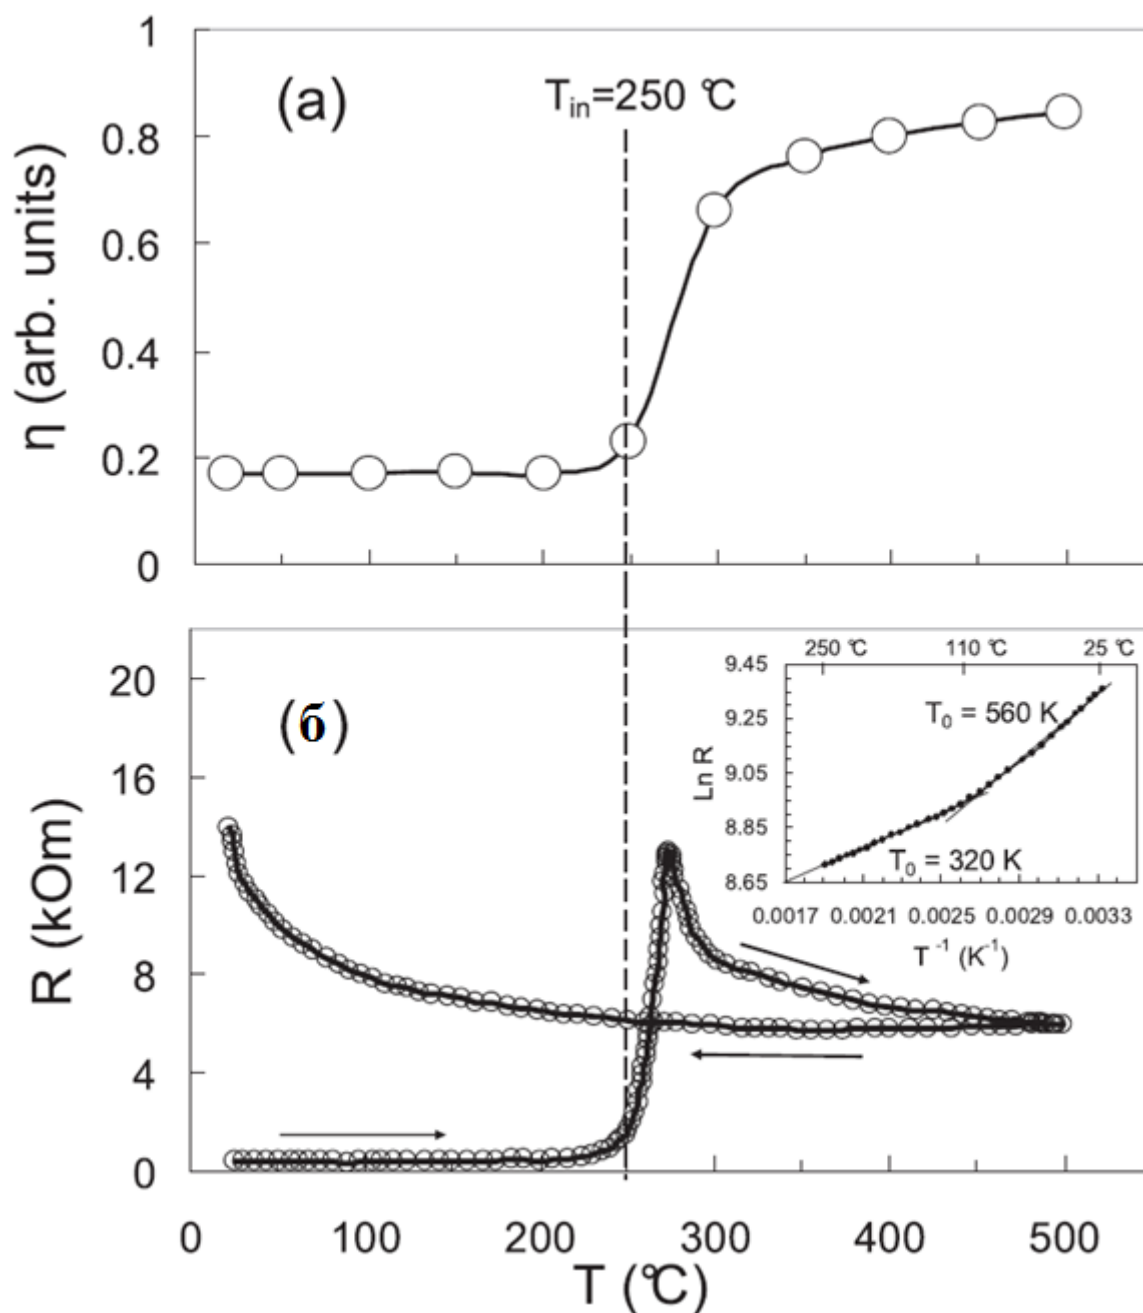 1
(a)
T_in=250 °C
0.8
0.6
0.4
0.2
0
η (arb. units)
20
16
12
8
4
0
R (kOm)
(б)
250 °C 110 °C 25 °C
9.45
9.25
9.05
8.85
8.65
Ln R
T_0 = 560 K
T_0 = 320 K
0.0017 0.0021 0.0025 0.0029 0.0033
T^-1 (K^-1)
0 100 200 300 400 500
T (°C)